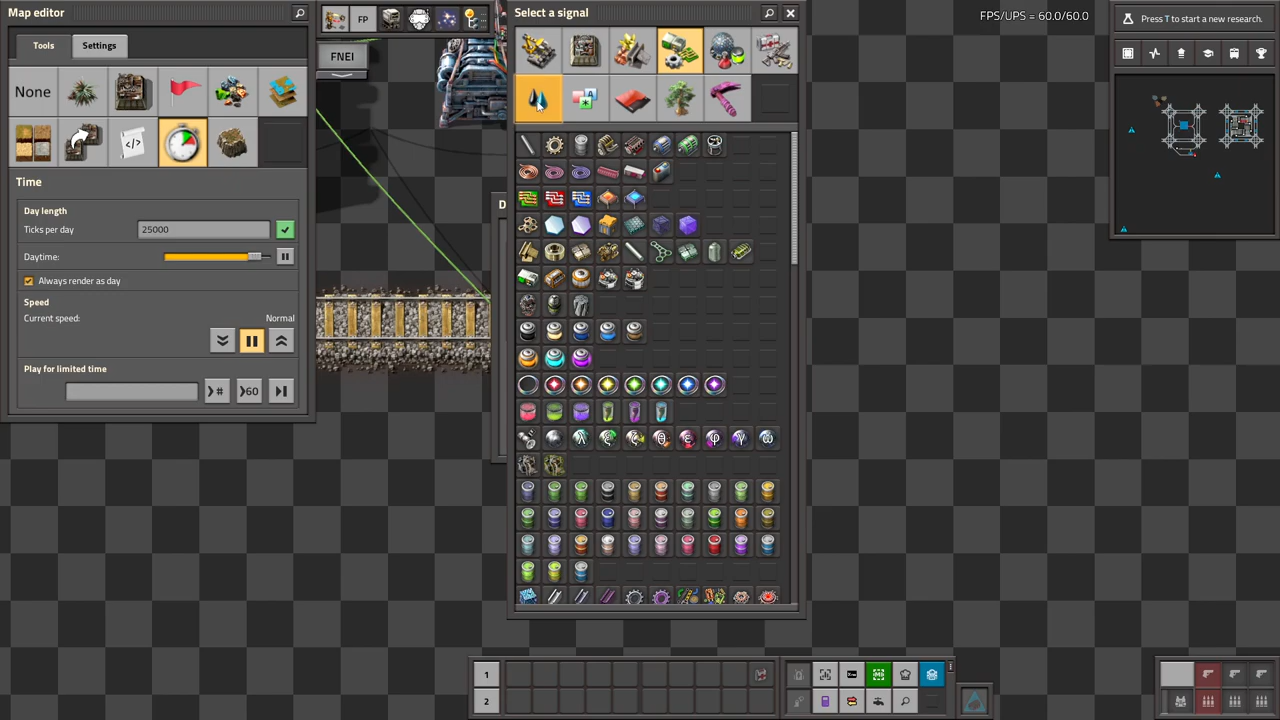 Map editor
Tools
Settings
None
Time
Day length
Ticks per day
25000
Daytime:
Always render as day
Speed
Current speed:
Normal
Play for limited time
#
60
FP
FNEI
D
Select a signal
FPS/UPS = 60.0/60.0
Press T to start a new research.
λ
ξ
ζ
θ
ε
φ
γ
ω
1
2